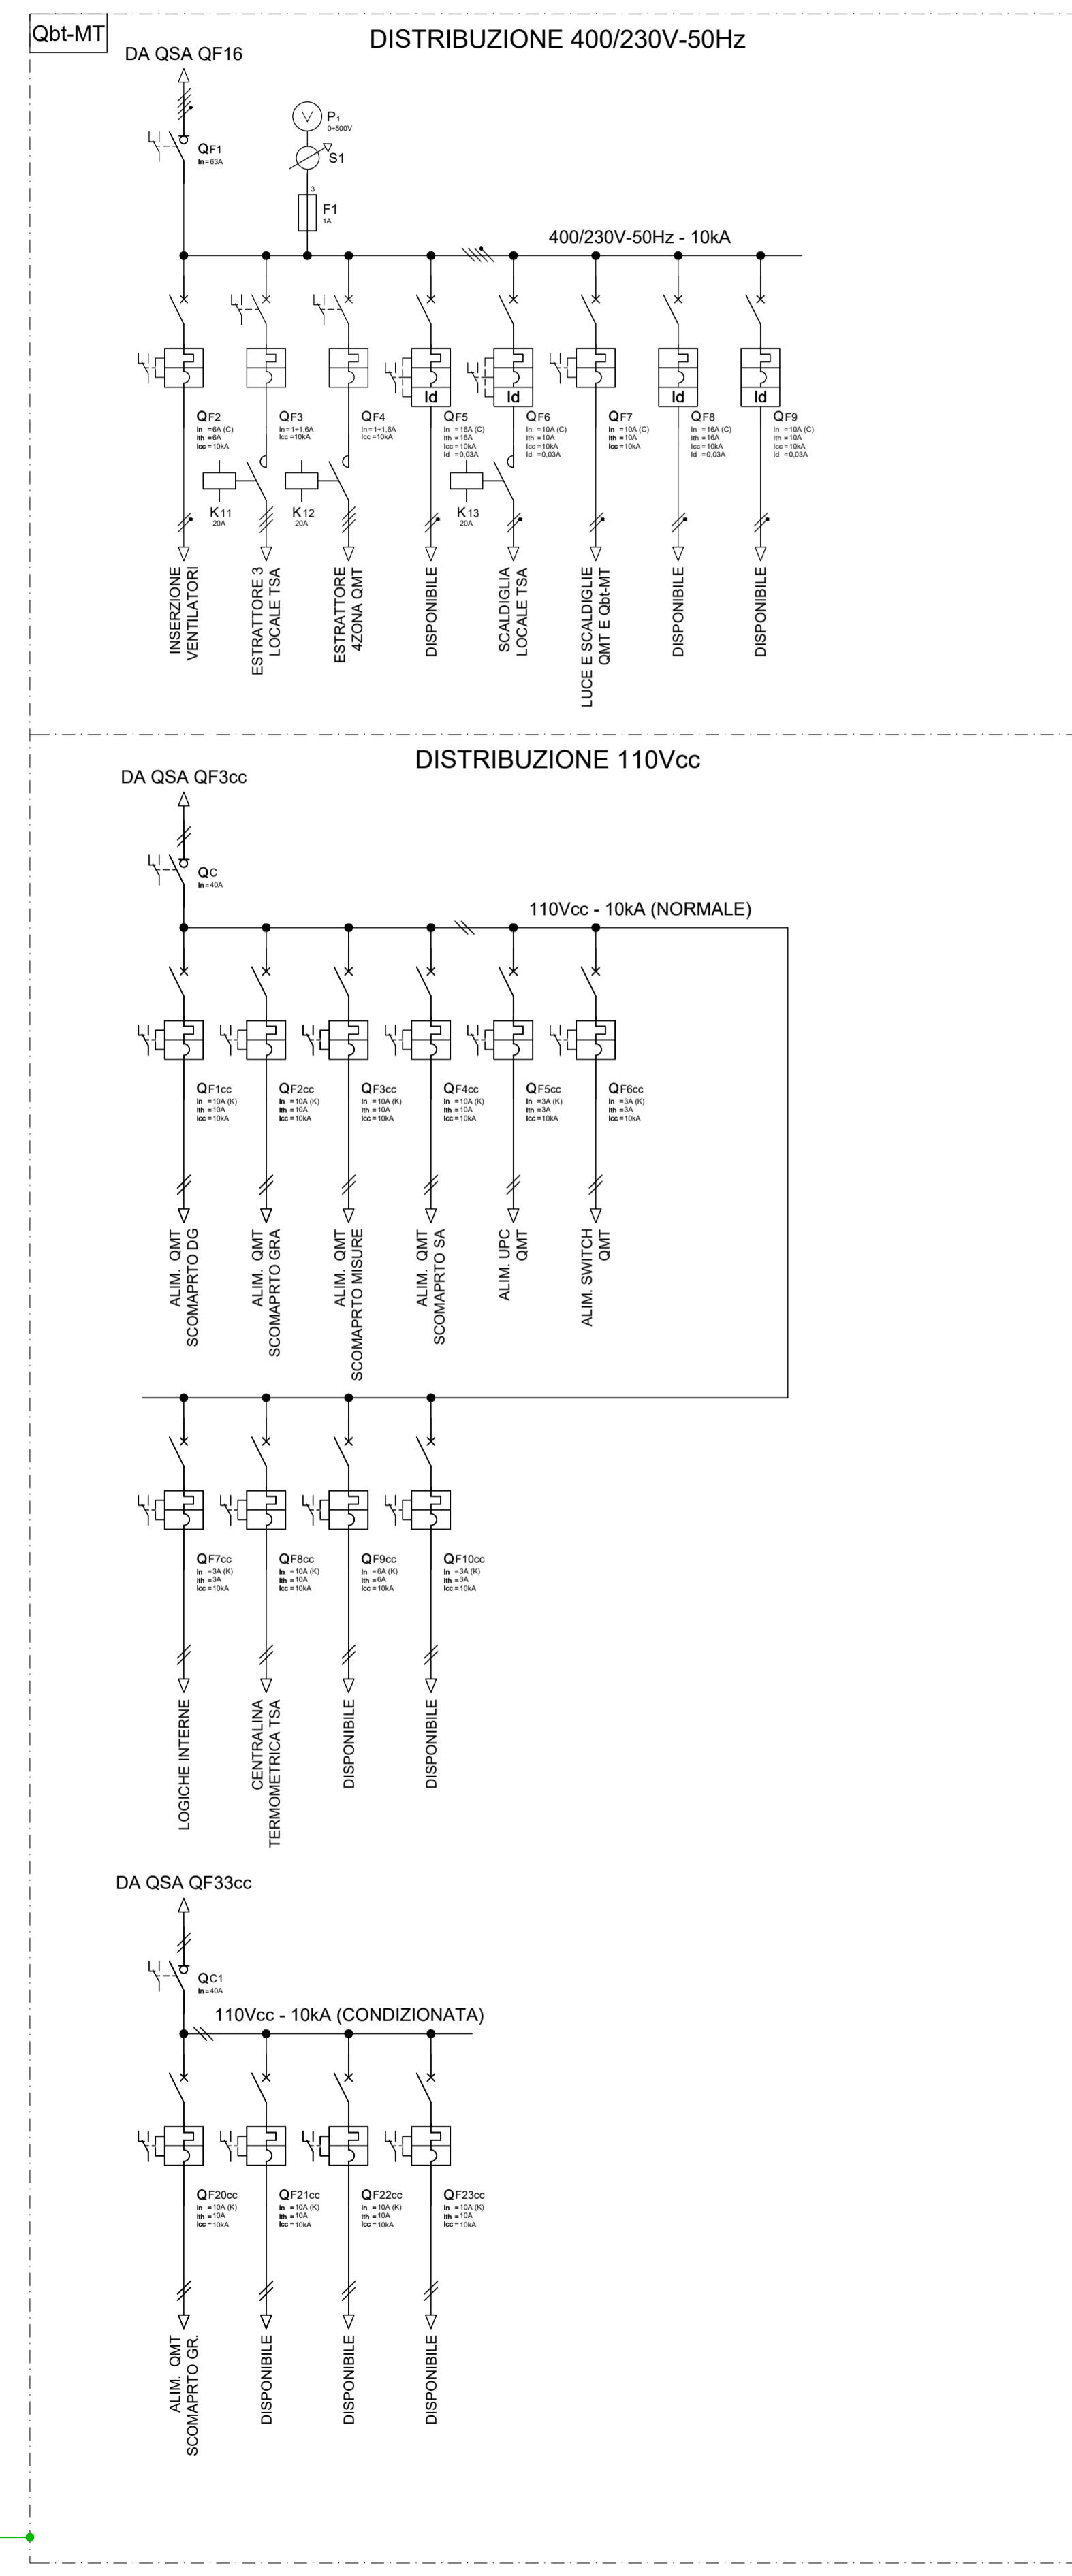 Qbt-MT
DISTRIBUZIONE 400/230V-50Hz
DA QSA QF16
P1
0÷500V
QF1
In=63A
S1
3
F1
1A
400/230V-50Hz - 10kA
Id
Id
Id
Id
QF2
In =6A (C)
Ith =6A
Icc =10kA
QF3
In=1÷1,6A
Icc=10kA
QF4
In=1÷1,6A
Icc=10kA
QF5
In =16A (C)
Ith =16A
Icc =10kA
Id =0,03A
QF6
In =10A (C)
Ith =10A
Icc =10kA
Id =0,03A
QF7
In =10A (C)
Ith =10A
Icc =10kA
QF8
In =16A (C)
Ith =16A
Icc =10kA
Id =0,03A
QF9
In =10A (C)
Ith =10A
Icc =10kA
Id =0,03A
K11
20A
K12
20A
K13
20A
INSERZIONE
VENTILATORI
ESTRATTORE 3
LOCALE TSA
ESTRATTORE
4ZONA QMT
DISPONIBILE
SCALDIGLIA
LOCALE TSA
LUCE E SCALDIGLIE
QMT E Qbt-MT
DISPONIBILE
DISPONIBILE
DISTRIBUZIONE 110Vcc
DA QSA QF3cc
QC
In=40A
110Vcc - 10kA (NORMALE)
QF1cc
In =10A (K)
Ith =10A
Icc =10kA
QF2cc
In =10A (K)
Ith =10A
Icc =10kA
QF3cc
In =10A (K)
Ith =10A
Icc =10kA
QF4cc
In =10A (K)
Ith =10A
Icc =10kA
QF5cc
In =3A (K)
Ith =3A
Icc =10kA
QF6cc
In =3A (K)
Ith =3A
Icc =10kA
ALIM. QMT
SCOMAPRTO DG
ALIM. QMT
SCOMAPRTO GRA
ALIM. QMT
SCOMAPRTO MISURE
ALIM. QMT
SCOMAPRTO SA
ALIM. UPC
QMT
ALIM. SWITCH
QMT
QF7cc
In =3A (K)
Ith =3A
Icc =10kA
QF8cc
In =10A (K)
Ith =10A
Icc =10kA
QF9cc
In =6A (K)
Ith =6A
Icc =10kA
QF10cc
In =3A (K)
Ith =3A
Icc =10kA
LOGICHE INTERNE
CENTRALINA
TERMOMETRICA TSA
DISPONIBILE
DISPONIBILE
DA QSA QF33cc
QC1
In=40A
110Vcc - 10kA (CONDIZIONATA)
QF20cc
In =10A (K)
Ith =10A
Icc =10kA
QF21cc
In =10A (K)
Ith =10A
Icc =10kA
QF22cc
In =10A (K)
Ith =10A
Icc =10kA
QF23cc
In =10A (K)
Ith =10A
Icc =10kA
ALIM. QMT
SCOMAPRTO GR.
DISPONIBILE
DISPONIBILE
DISPONIBILE